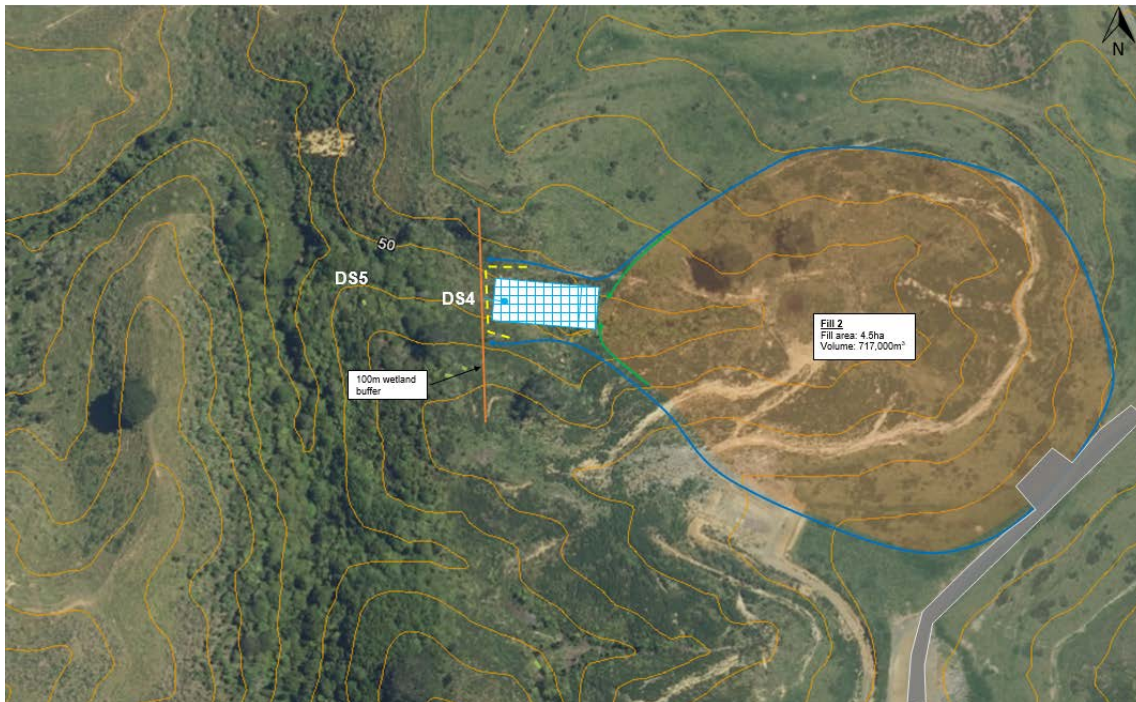 N
50
DS5
DS4
Fill 2
Fill area: 4.5ha
Volume: 717,000m³
100m wetland
buffer